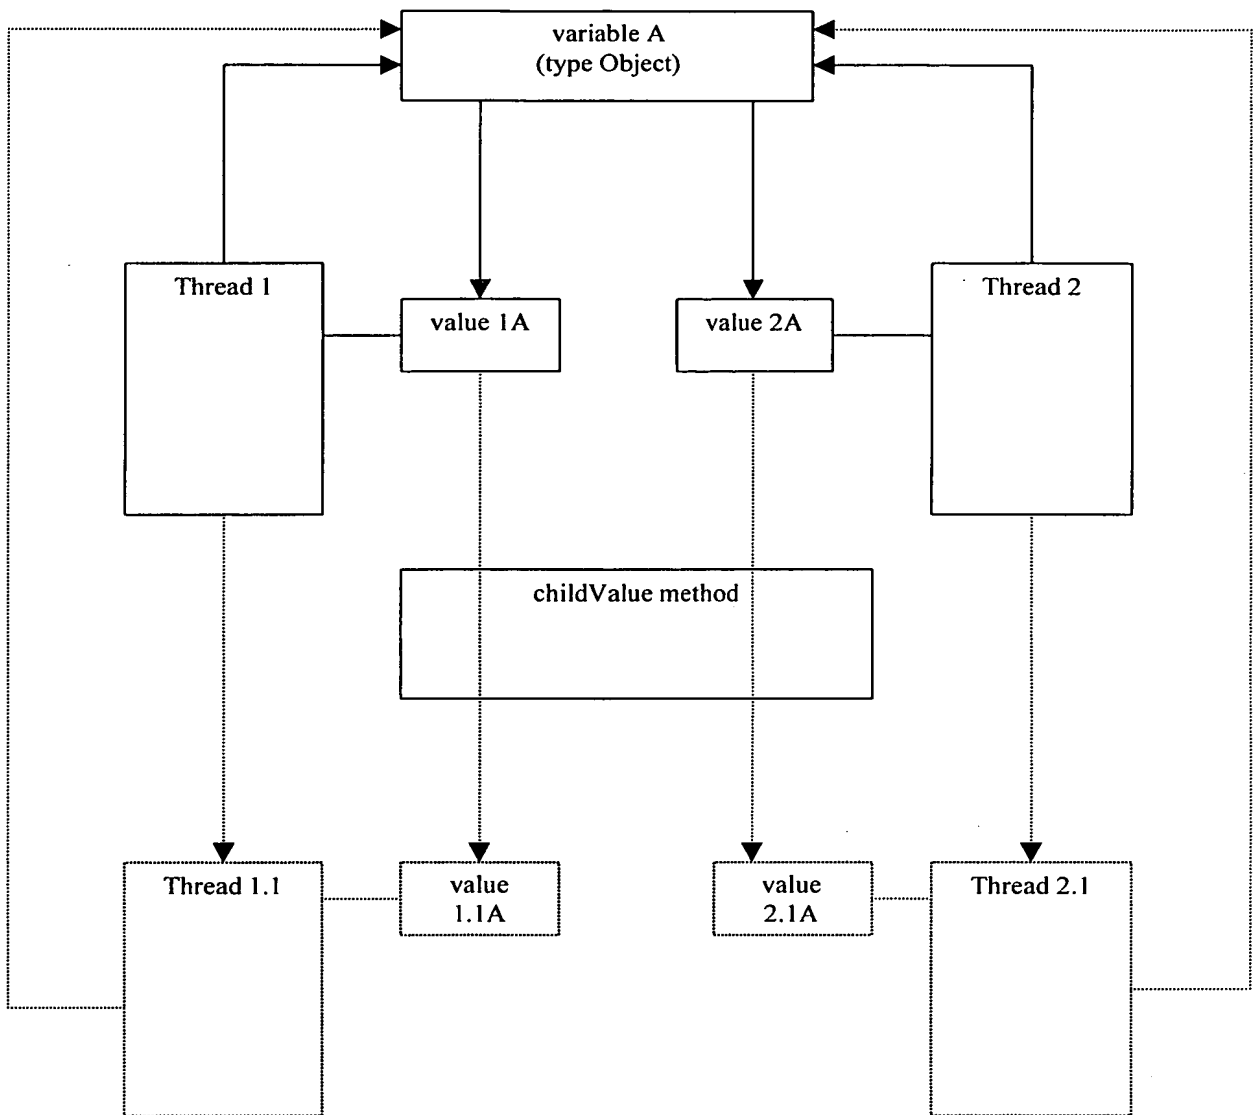 variable A
(type Object)
Thread 1
value 1A
value 2A
Thread 2
childValue method
Thread 1.1
value
1.1A
value
2.1A
Thread 2.1